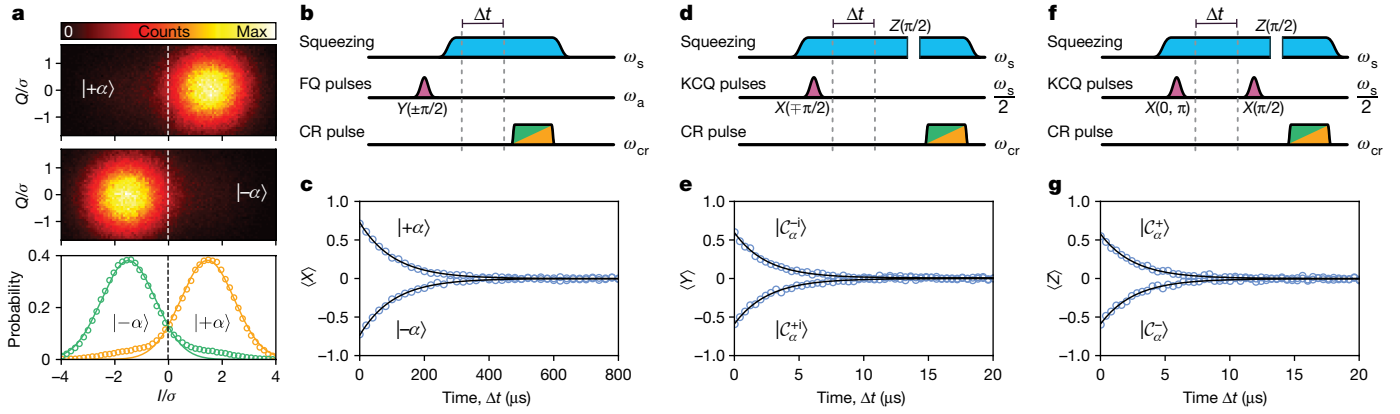 a
0 Counts Max
Q/σ
1
0
−1
|+α⟩
Q/σ
1
0
−1
|−α⟩
Probability
0.4
0.2
0
|−α⟩ |+α⟩
−4 −2 0 2 4
I/σ
b
Δt
Squeezing
ωs
FQ pulses
Y(±π/2)
ωa
CR pulse
ωcr
c
⟨X⟩
1.0
0.5
0
−0.5
−1.0
|+α⟩
|−α⟩
0 200 400 600 800
Time, Δt (μs)
d
Δt
Z(π/2)
Squeezing
ωs
KCQ pulses
X(∓π/2)
ωs/2
CR pulse
ωcr
e
⟨Y⟩
1.0
0.5
0
−0.5
−1.0
|𝒞α−i⟩
|𝒞α+i⟩
0 5 10 15 20
Time, Δt (μs)
f
Δt
Z(π/2)
Squeezing
ωs
KCQ pulses
X(0, π) X(π/2)
ωs/2
CR pulse
ωcr
g
⟨Z⟩
1.0
0.5
0
−0.5
−1.0
|𝒞α+⟩
|𝒞α−⟩
0 5 10 15 20
Time Δt (μs)